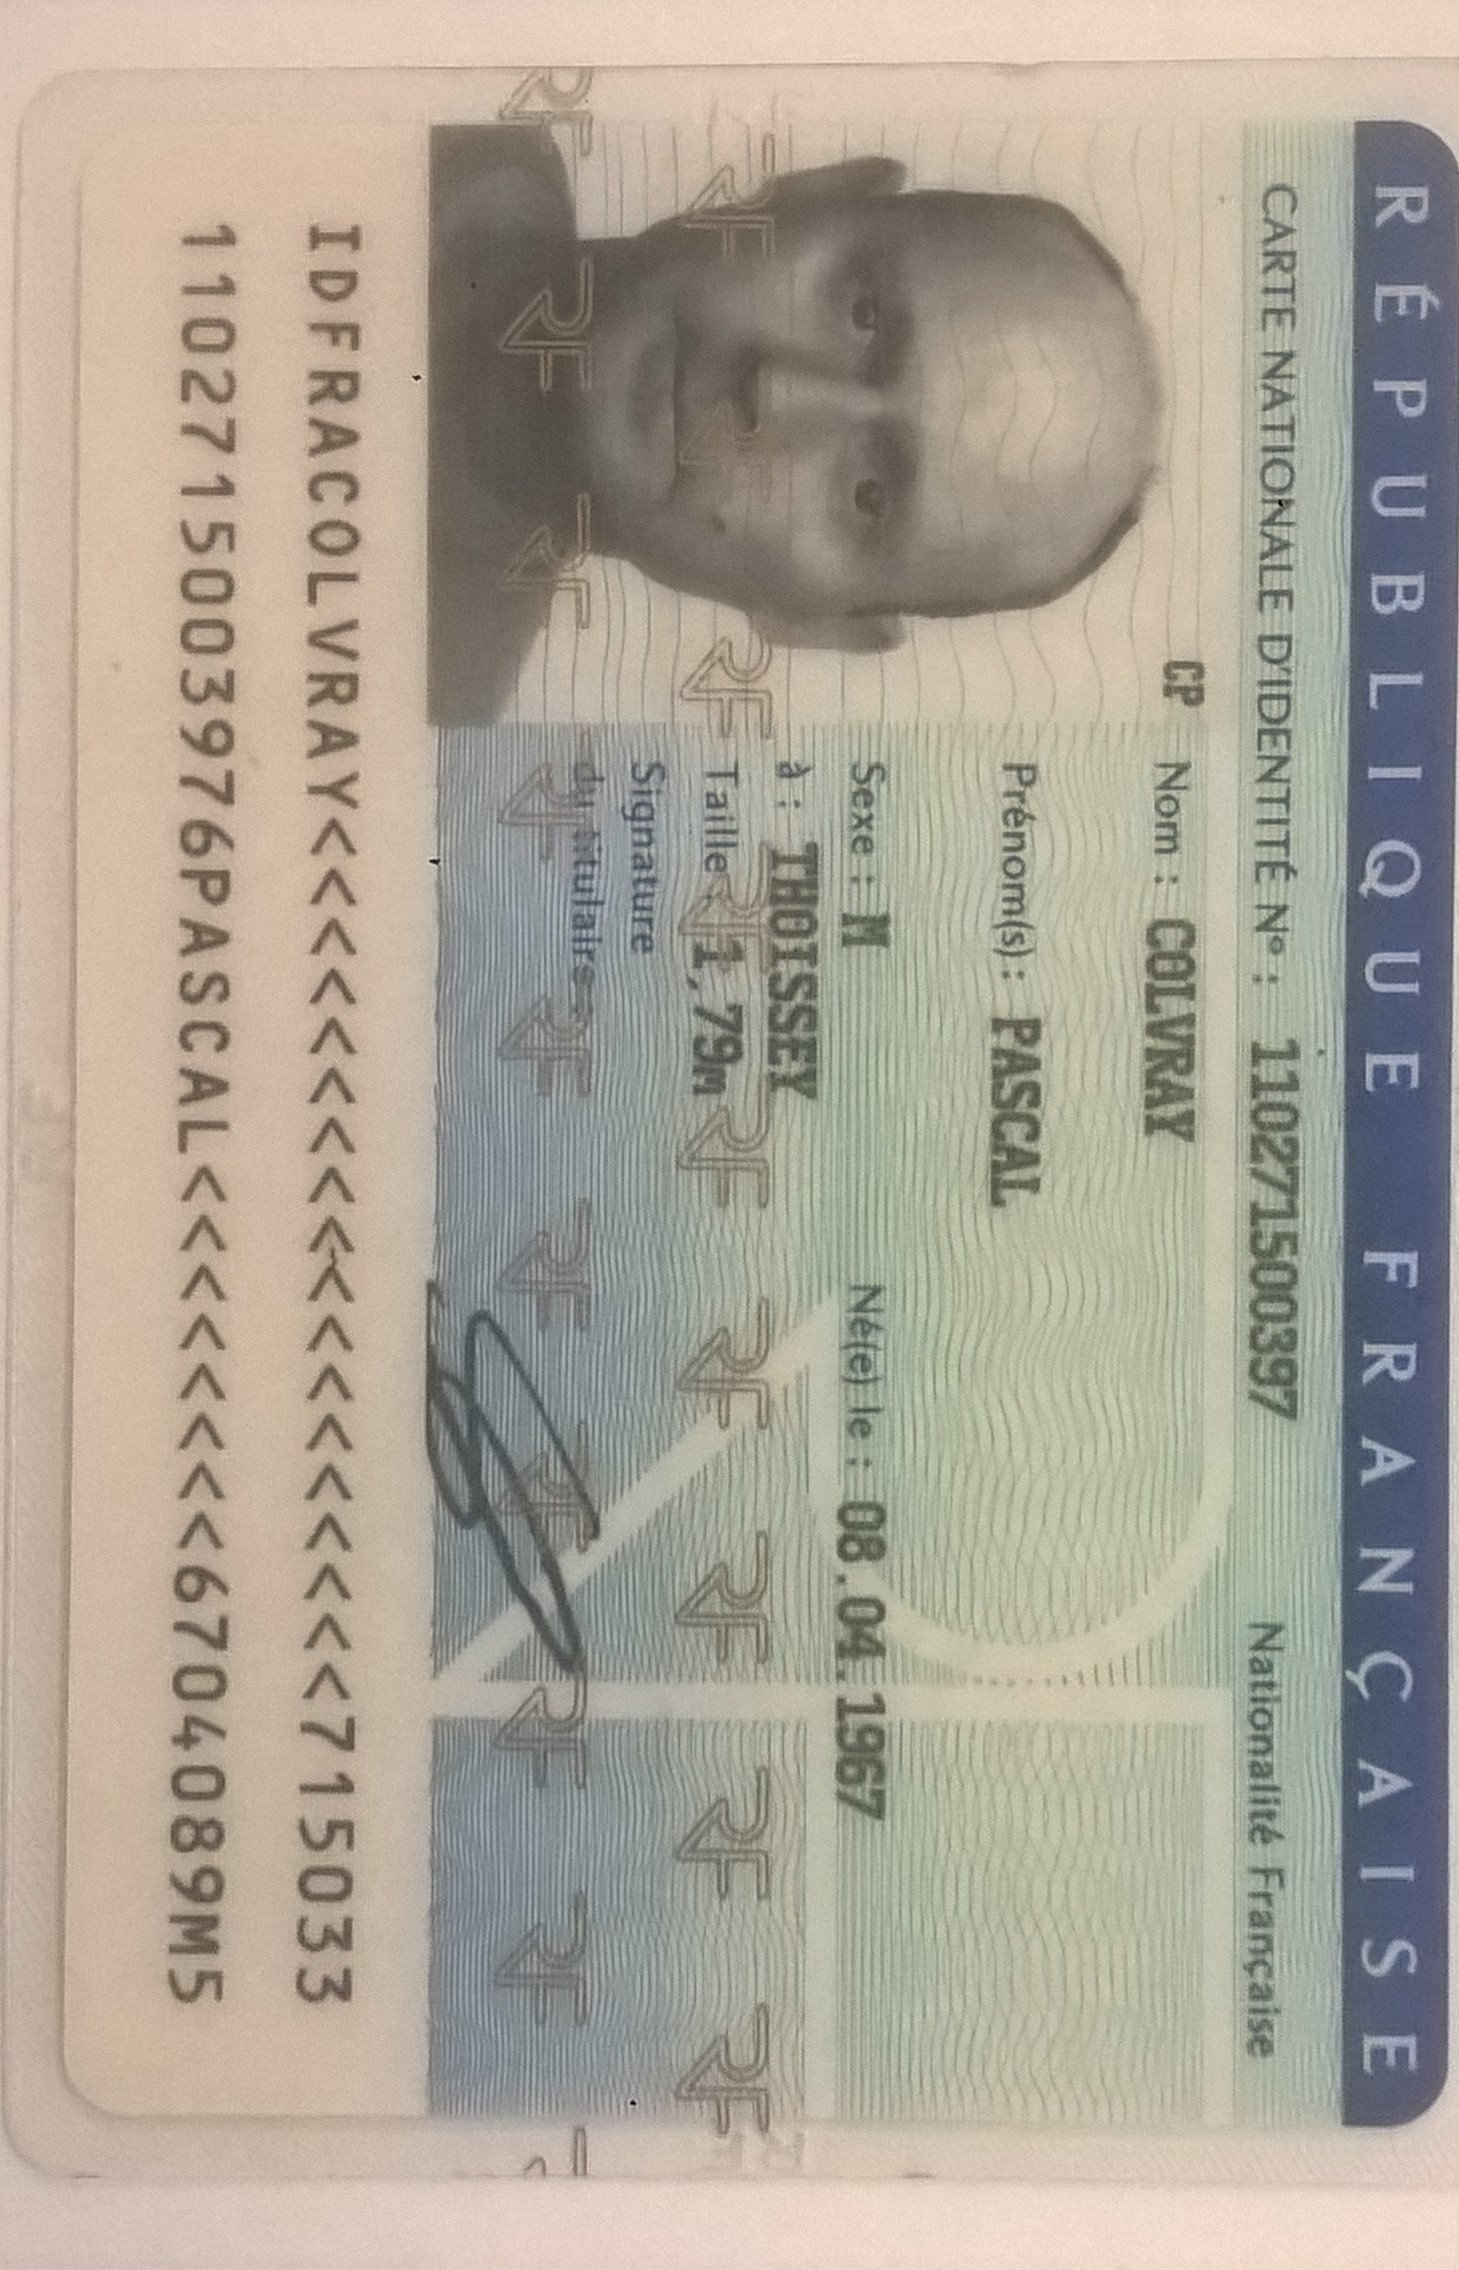 RÉPUBLIQUE FRANÇAISE
CARTE NATIONALE D'IDENTITÉ N° : 110271500397 Nationalité Française
CP Nom : COLVRAY
Prénom(s) : PASCAL
Sexe : M Né(e) le : 08.04.1967
à : THOISSEY
Taille : 1,79m
Signature
du titulaire :
IDFRACOLVRAY<<<<<<<<<<<<<<<<<<715033
1102715003976PASCAL<<<<<<<<6704089M5
RF